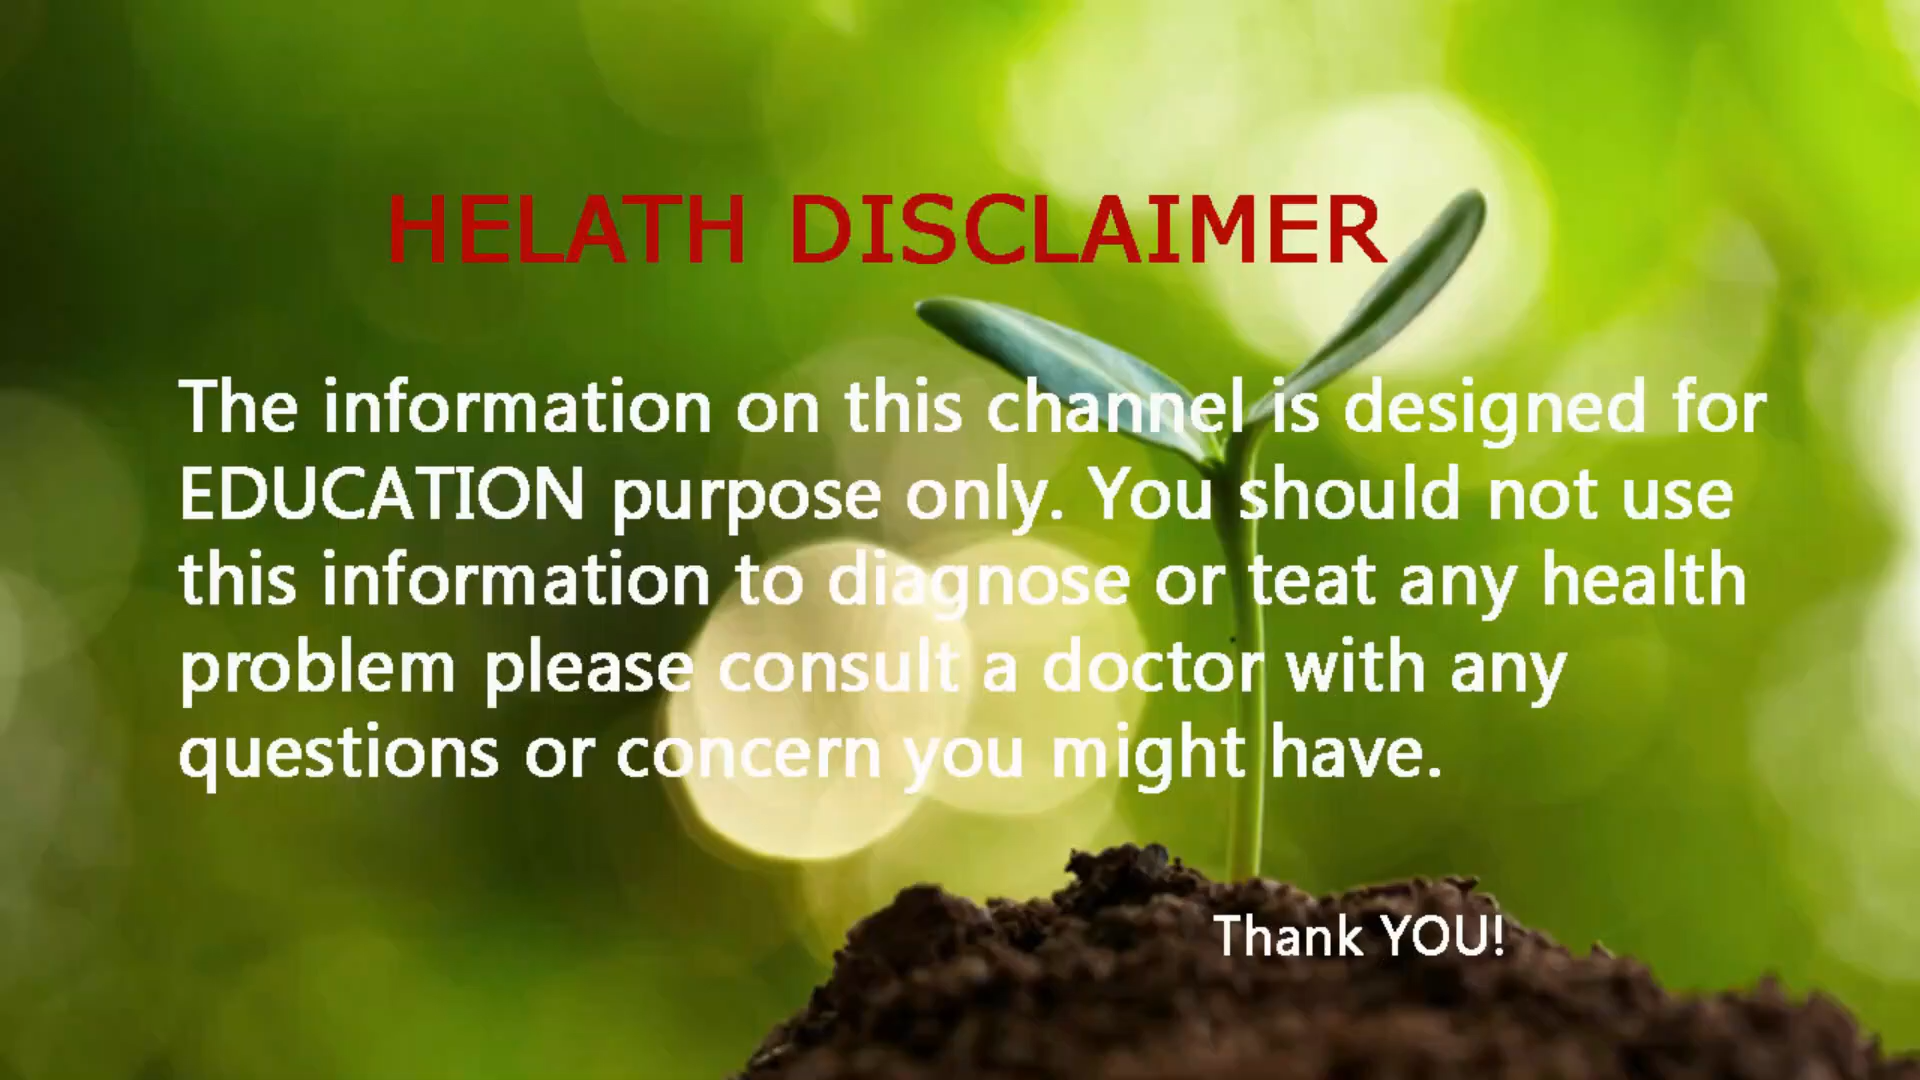 HELATH DISCLAIMER
The information on this channel is designed for
EDUCATION purpose only. You should not use
this information to diagnose or teat any health
problem please consult a doctor with any
questions or concern you might have.
Thank YOU!